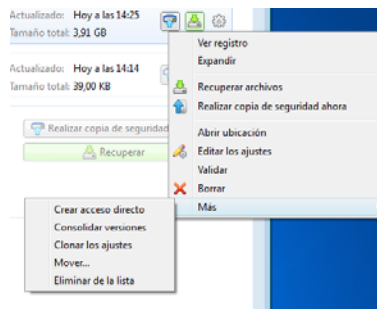 Actualizado: Hoy a las 14:25
Tamaño total: 3,91 GB
Actualizado: Hoy a las 14:14
Tamaño total: 39,00 KB
Realizar copia de seguridad
Recuperar
Ver registro
Expandir
Recuperar archivos
Realizar copia de seguridad ahora
Abrir ubicación
Editar los ajustes
Validar
Borrar
Más
Crear acceso directo
Consolidar versiones
Clonar los ajustes
Mover...
Eliminar de la lista